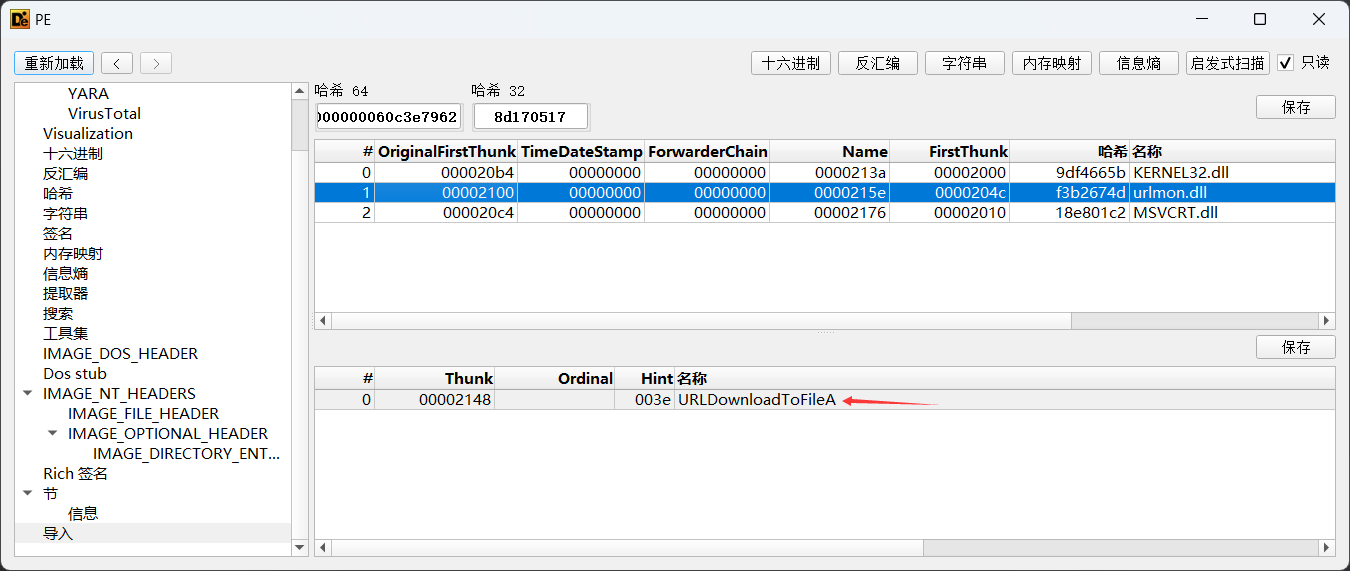 PE
重新加载 < >
十六进制 反汇编 字符串 内存映射 信息熵 启发式扫描 只读
YARA
VirusTotal
Visualization
十六进制
反汇编
哈希
字符串
签名
内存映射
信息熵
提取器
搜索
工具集
IMAGE_DOS_HEADER
Dos stub
IMAGE_NT_HEADERS
IMAGE_FILE_HEADER
IMAGE_OPTIONAL_HEADER
IMAGE_DIRECTORY_ENT...
Rich 签名
节
信息
导入
哈希 64 哈希 32
000000060c3e7962 8d170517 保存
# OriginalFirstThunk TimeDateStamp ForwarderChain Name FirstThunk 哈希 名称
0 000020b4 00000000 00000000 0000213a 00002000 9df4665b KERNEL32.dll
1 00002100 00000000 00000000 0000215e 0000204c f3b2674d urlmon.dll
2 000020c4 00000000 00000000 00002176 00002010 18e801c2 MSVCRT.dll
保存
# Thunk Ordinal Hint 名称
0 00002148 003e URLDownloadToFileA